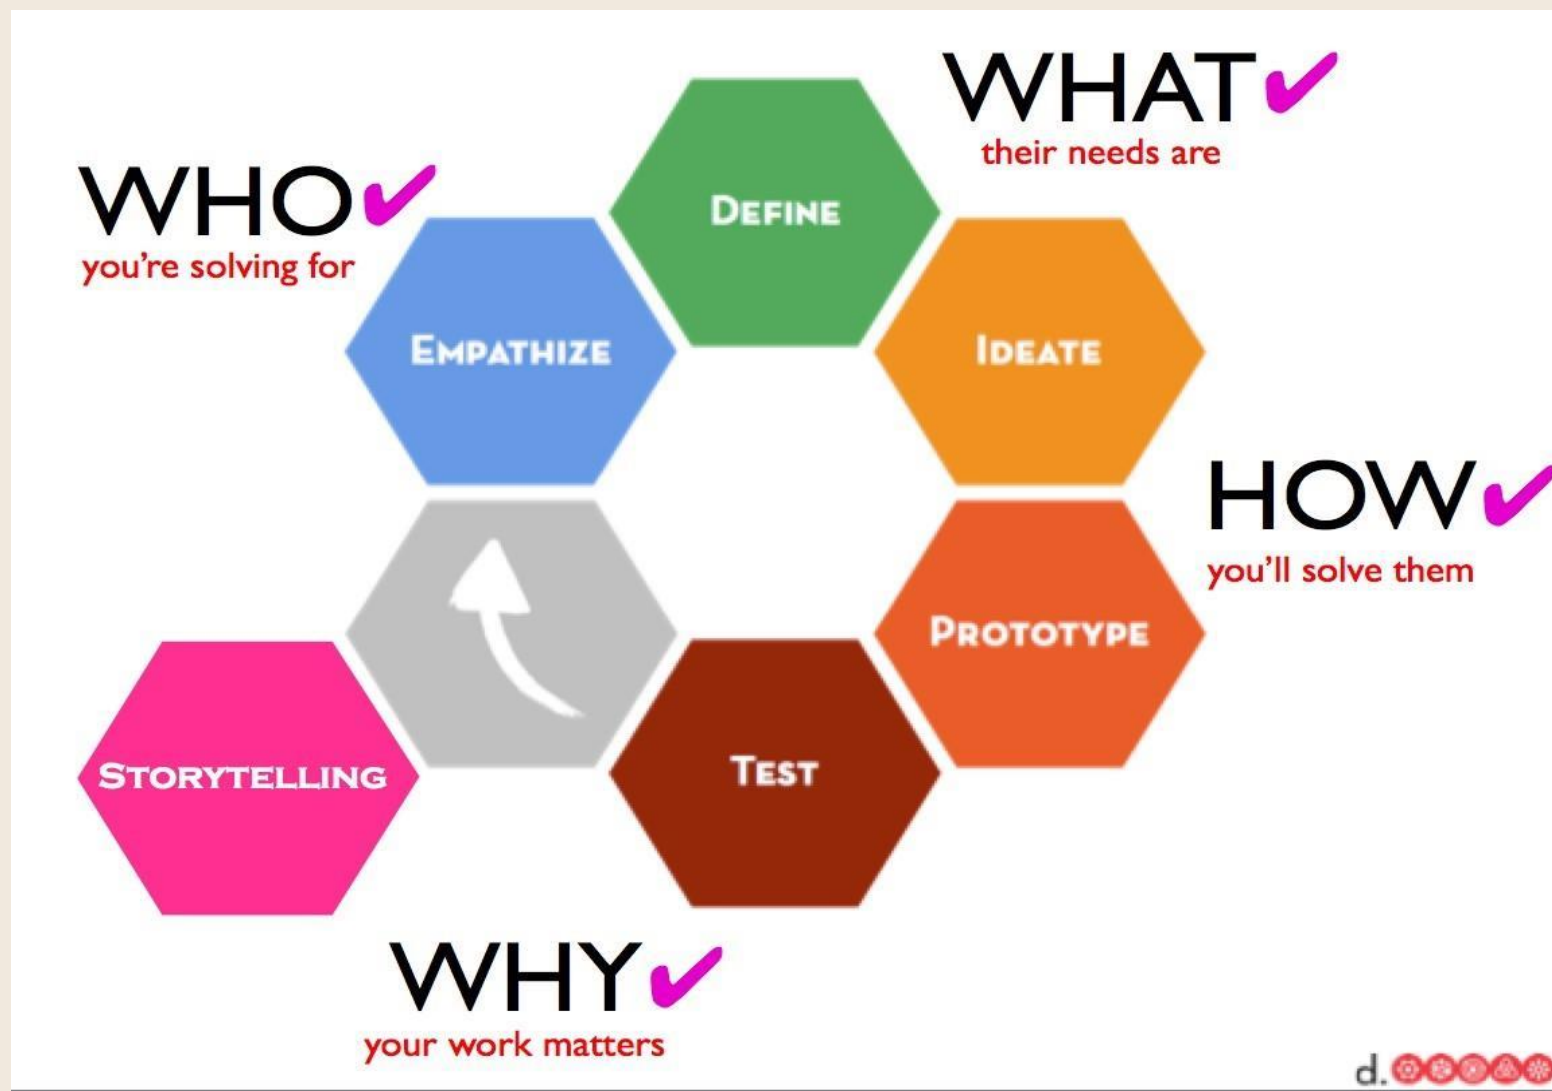 WHO✔
you're solving for
WHAT✔
their needs are
DEFINE
EMPATHIZE
IDEATE
HOW✔
you'll solve them
PROTOTYPE
TEST
STORYTELLING
WHY✔
your work matters
d.